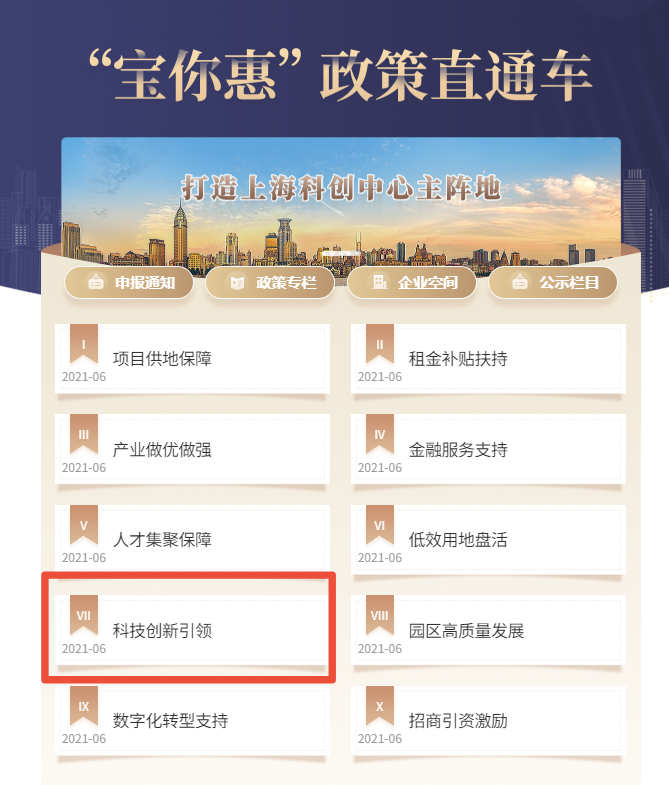 “宝你惠”政策直通车
打造上海科创中心主阵地
申报通知
政策专栏
企业空间
公示栏目
I
项目供地保障
2021-06
II
租金补贴扶持
2021-06
III
产业做优做强
2021-06
IV
金融服务支持
2021-06
V
人才集聚保障
2021-06
VI
低效用地盘活
2021-06
VII
科技创新引领
2021-06
VIII
园区高质量发展
2021-06
IX
数字化转型支持
2021-06
X
招商引资激励
2021-06